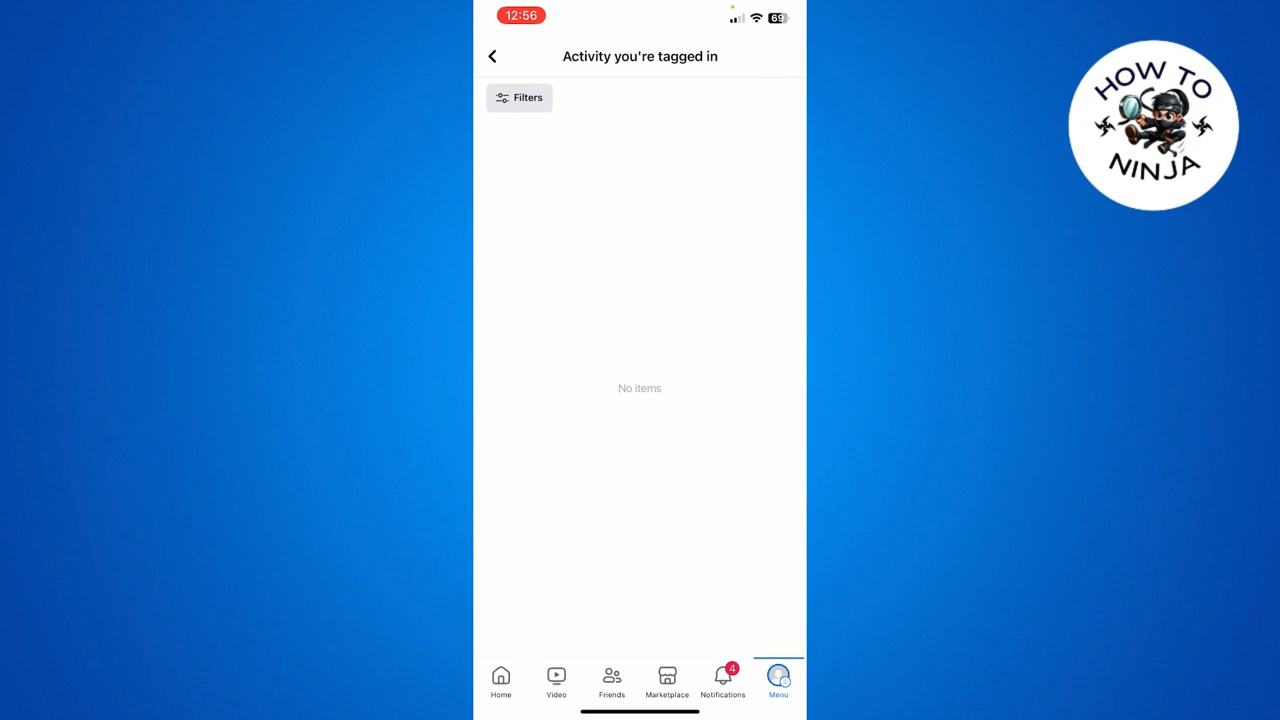 12:56
69
Activity you're tagged in
Filters
HOW TO
NINJA
No items
4
Home
Video
Friends
Marketplace
Notifications
Menu